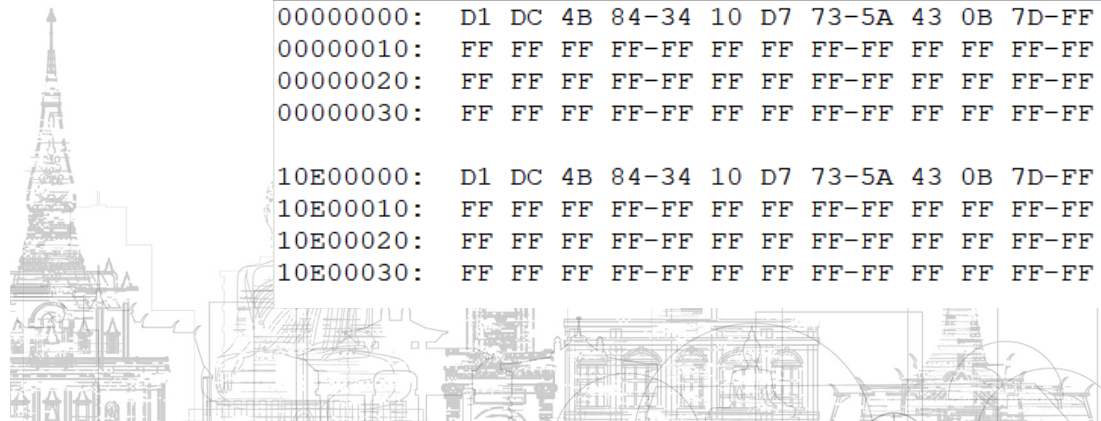 00000000: D1 DC 4B 84-34 10 D7 73-5A 43 0B 7D-FF
00000010: FF FF FF FF-FF FF FF FF-FF FF FF FF-FF
00000020: FF FF FF FF-FF FF FF FF-FF FF FF FF-FF
00000030: FF FF FF FF-FF FF FF FF-FF FF FF FF-FF
10E00000: D1 DC 4B 84-34 10 D7 73-5A 43 0B 7D-FF
10E00010: FF FF FF FF-FF FF FF FF-FF FF FF FF-FF
10E00020: FF FF FF FF-FF FF FF FF-FF FF FF FF-FF
10E00030: FF FF FF FF-FF FF FF FF-FF FF FF FF-FF